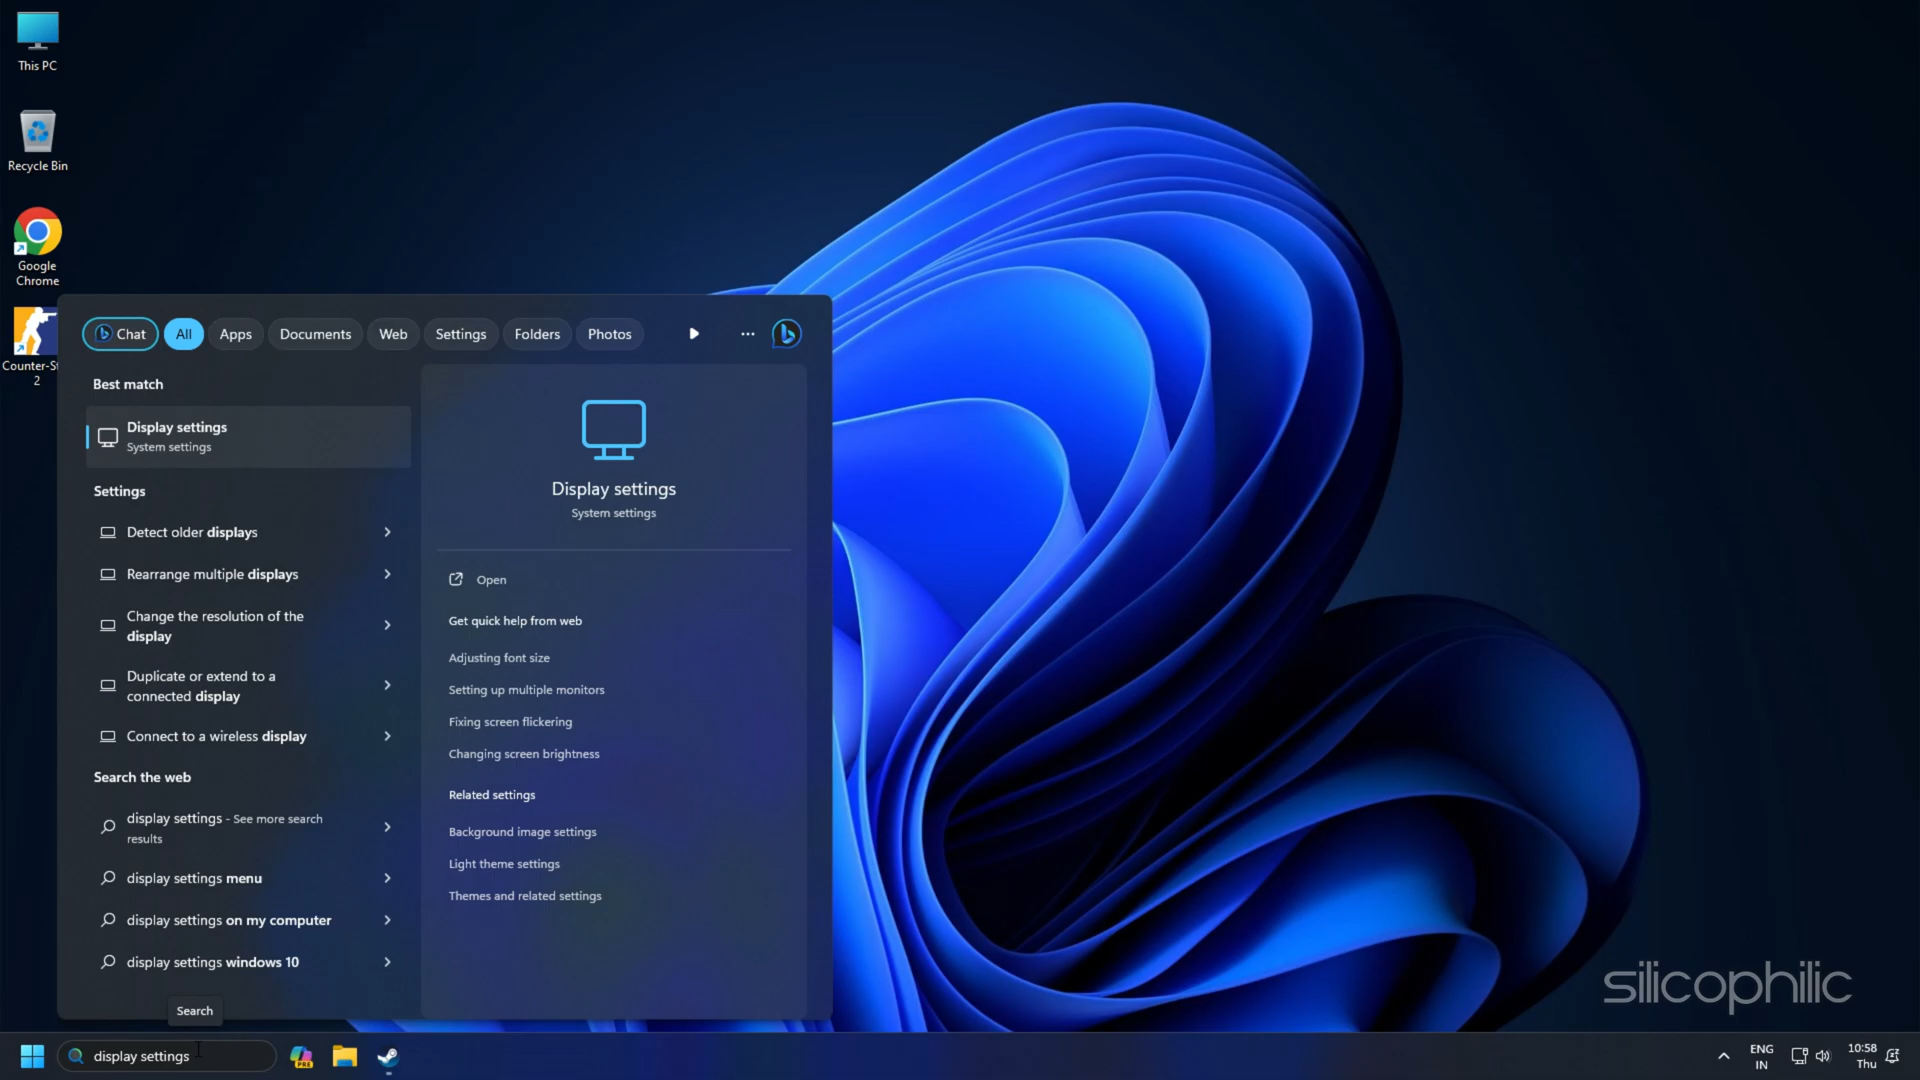 This PC
Recycle Bin
Google
Chrome
Counter-St
2
Chat
All
Apps
Documents
Web
Settings
Folders
Photos
Best match
Display settings
System settings
Settings
Detect older displays
Rearrange multiple displays
Change the resolution of the
display
Duplicate or extend to a
connected display
Connect to a wireless display
Search the web
display settings - See more search
results
display settings menu
display settings on my computer
display settings windows 10
Display settings
System settings
Open
Get quick help from web
Adjusting font size
Setting up multiple monitors
Fixing screen flickering
Changing screen brightness
Related settings
Background image settings
Light theme settings
Themes and related settings
silicophilic
Search
display settings
PRE
ENG
IN
10:58
Thu